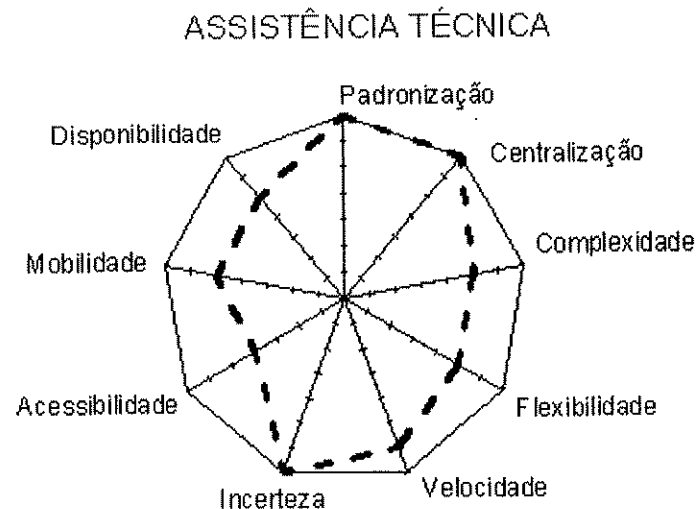 ASSISTÊNCIA TÉCNICA
Padronização
Disponibilidade
Centralização
Mobilidade
Complexidade
Acessibilidade
Flexibilidade
Incerteza
Velocidade